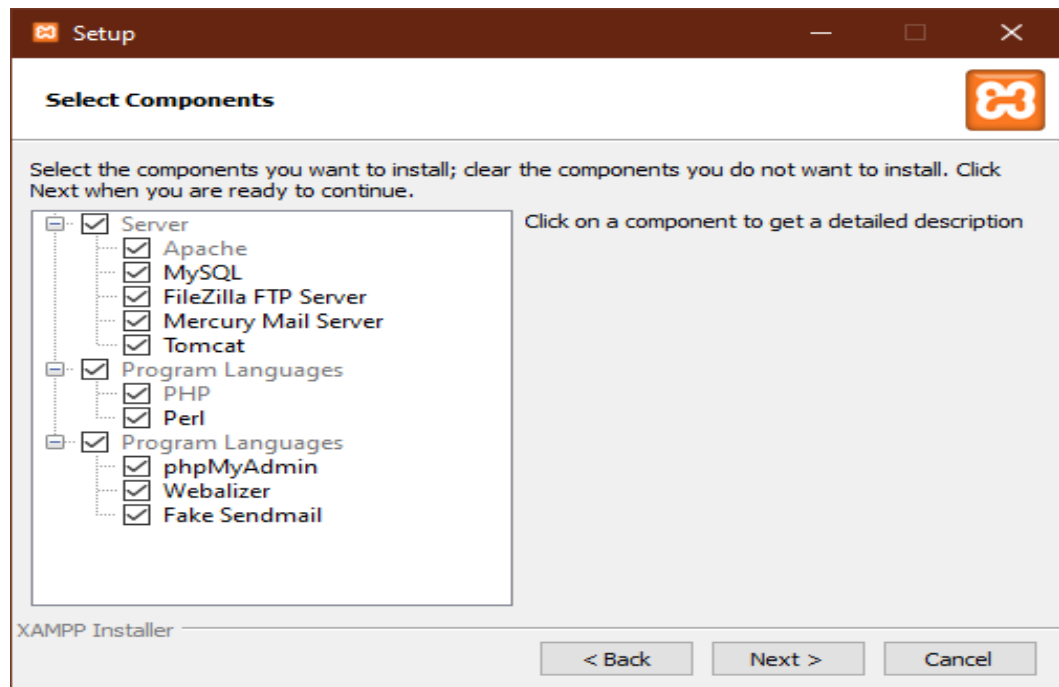 Setup
Select Components
Select the components you want to install; clear the components you do not want to install. Click
Next when you are ready to continue.
Server
Apache
MySQL
FileZilla FTP Server
Mercury Mail Server
Tomcat
Program Languages
PHP
Perl
Program Languages
phpMyAdmin
Webalizer
Fake Sendmail
Click on a component to get a detailed description
XAMPP Installer
< Back
Next >
Cancel